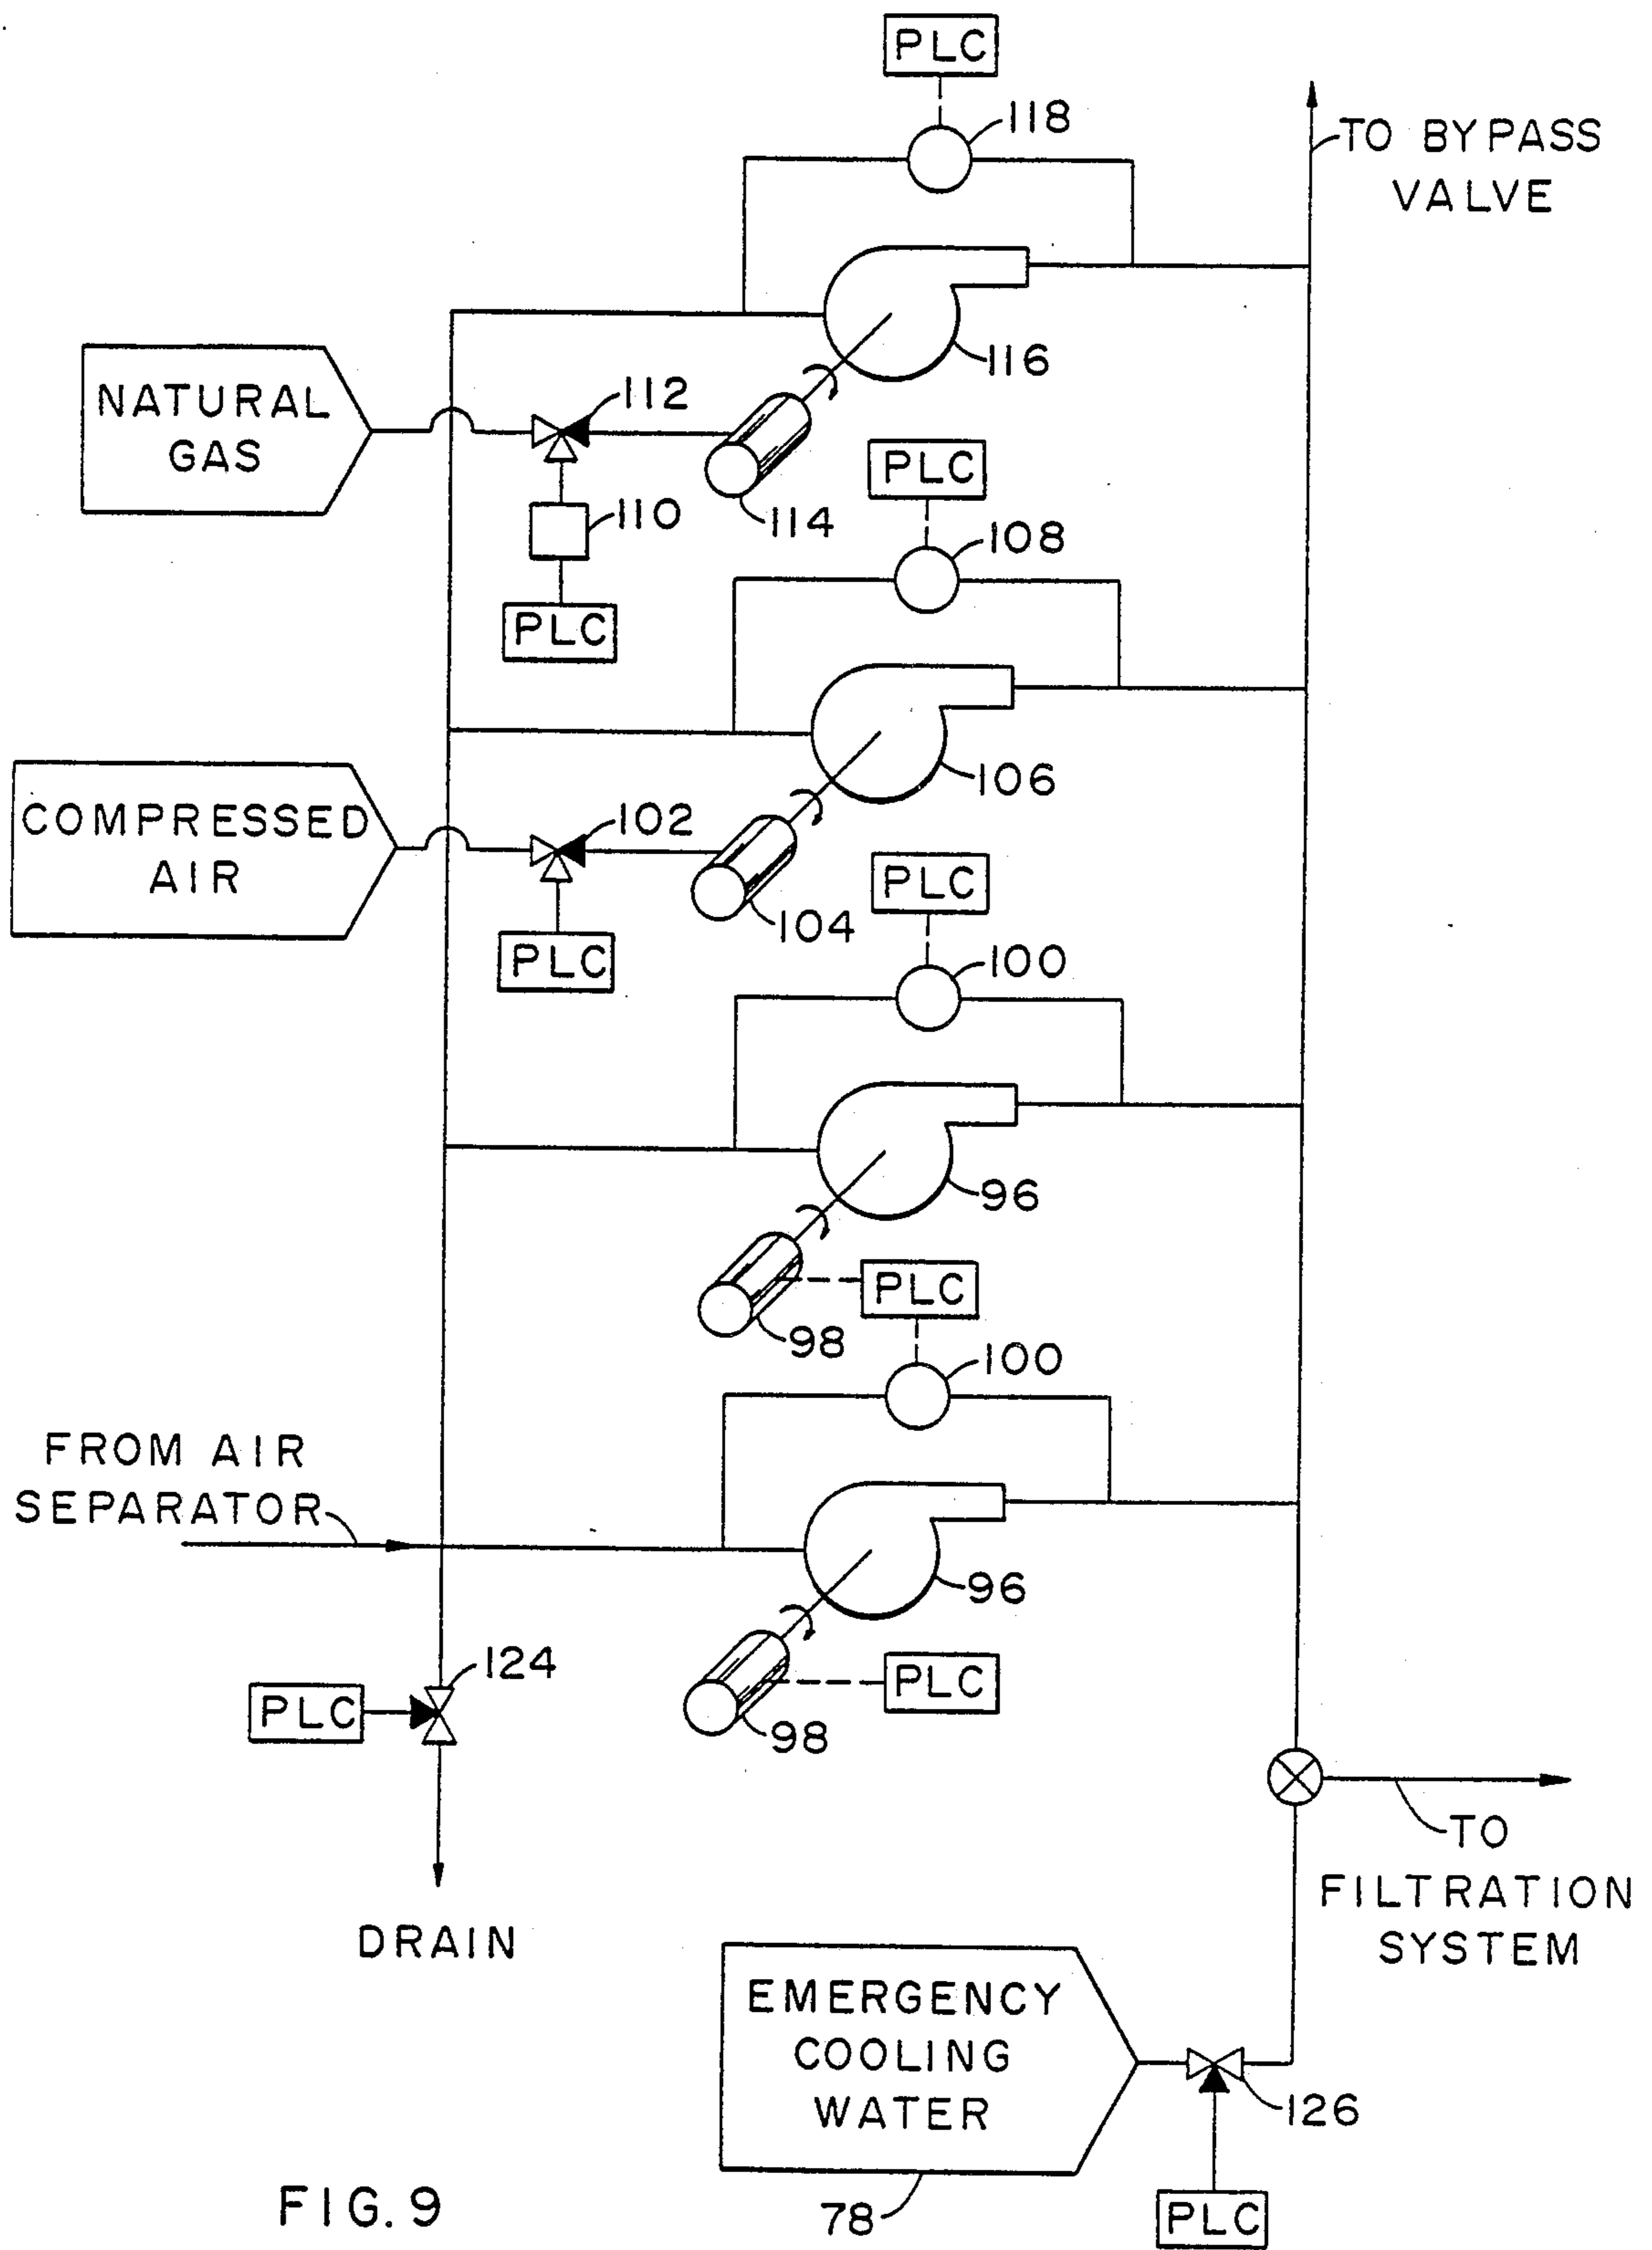 PLC
118
TO BYPASS
VALVE
116
NATURAL
GAS
112
PLC
114
110
108
PLC
106
COMPRESSED
AIR
102
PLC
104
PLC
100
96
PLC
98
100
FROM AIR
SEPARATOR
96
124
PLC
PLC
98
TO
FILTRATION
SYSTEM
DRAIN
EMERGENCY
COOLING
WATER
126
78
PLC
FIG. 9